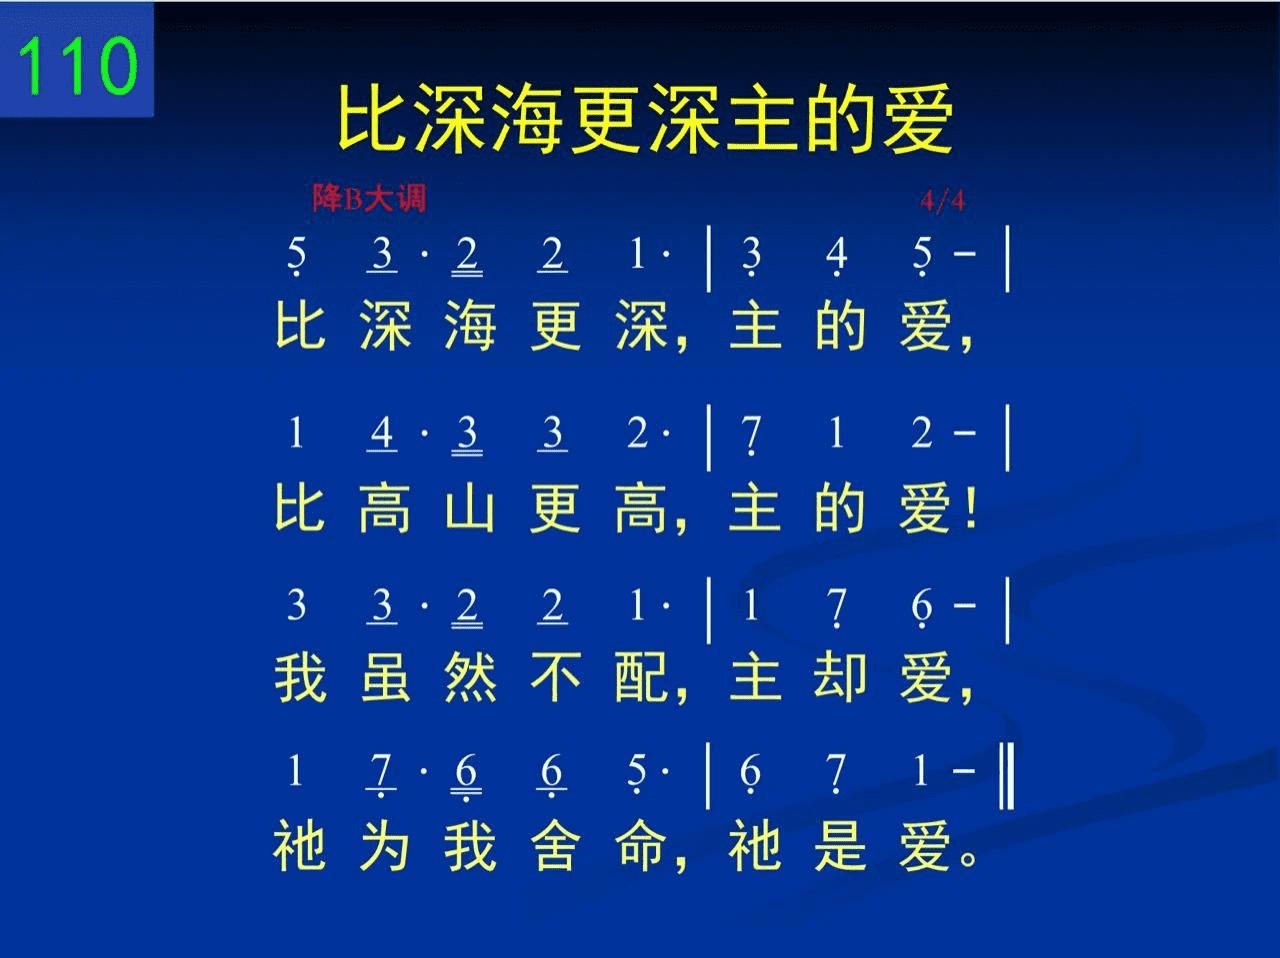 110
比深海更深主的爱
降B大调 4/4
5̣ 3 · 2 2 1 · | 3̣ 4̣ 5̣ － |
比 深 海 更 深，主 的 爱，
1 4 · 3 3 2 · | 7̣ 1 2 － |
比 高 山 更 高，主 的 爱！
3 3 · 2 2 1 · | 1 7̣ 6̣ － |
我 虽 然 不 配，主 却 爱，
1 7̣ · 6̣ 6̣ 5̣ · | 6̣ 7̣ 1 － ‖
祂 为 我 舍 命，祂 是 爱。